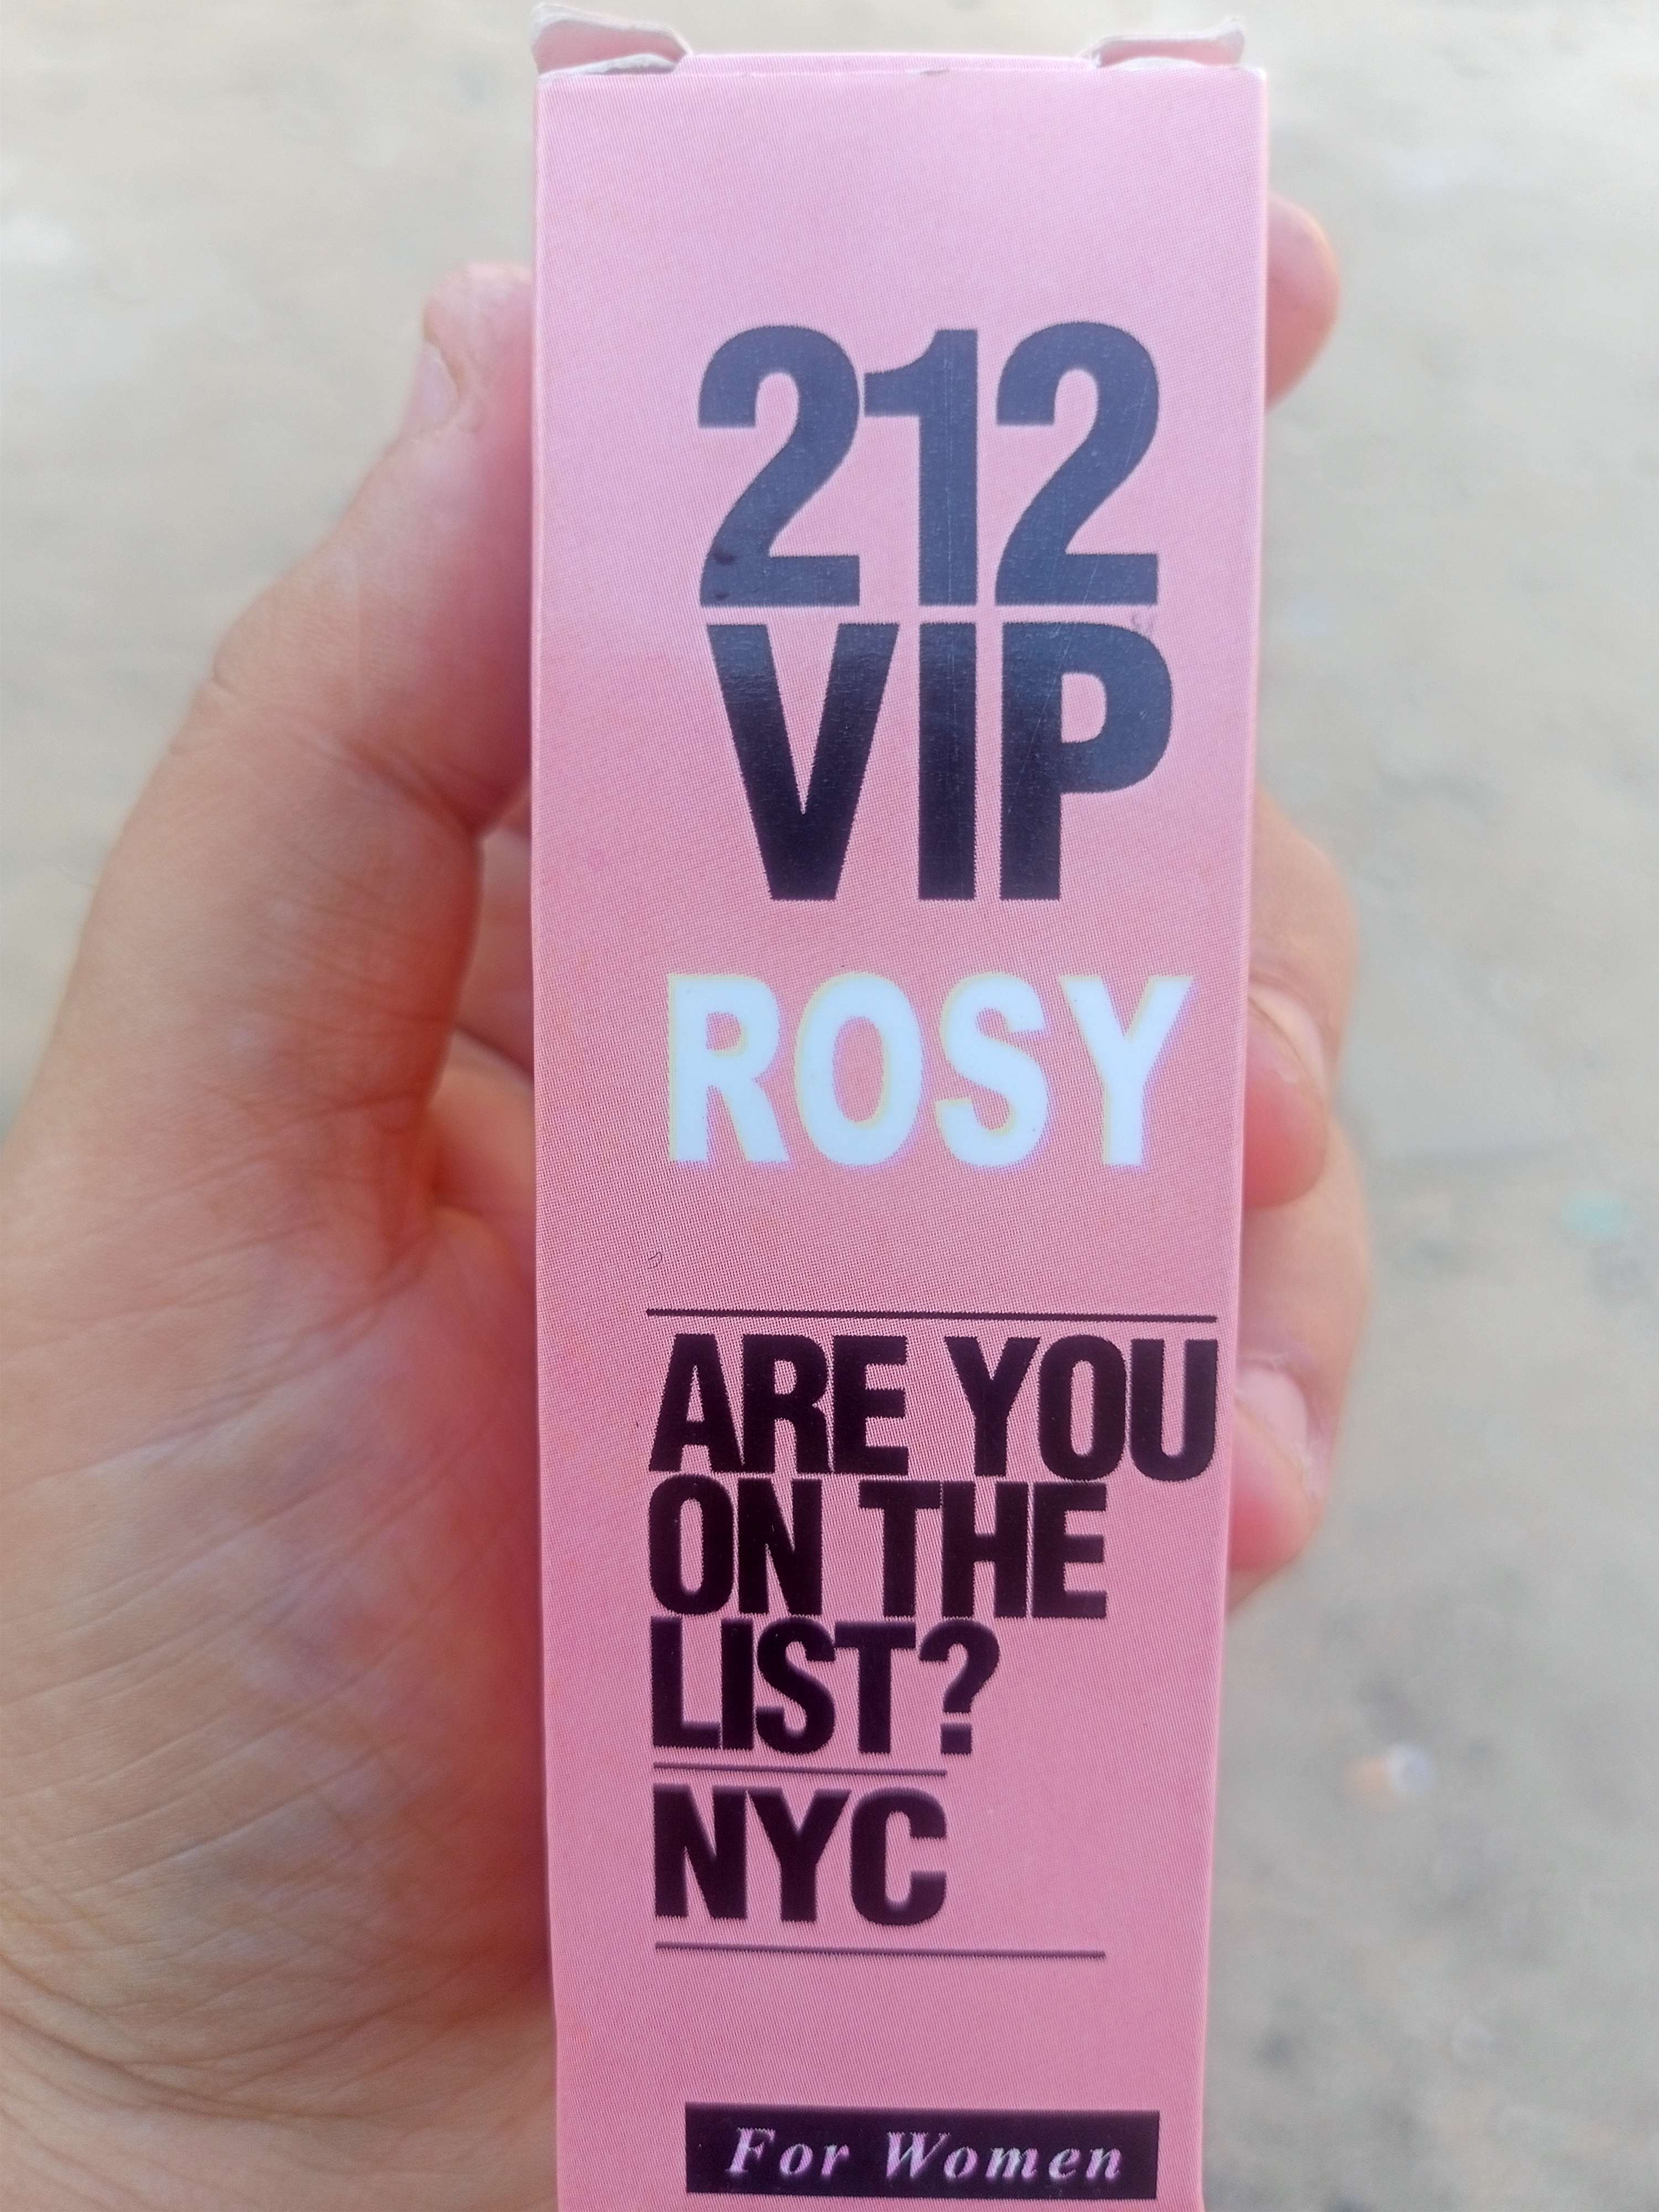 212
VIP
ROSY
ARE YOU
ON THE
LIST?
NYC
For Women